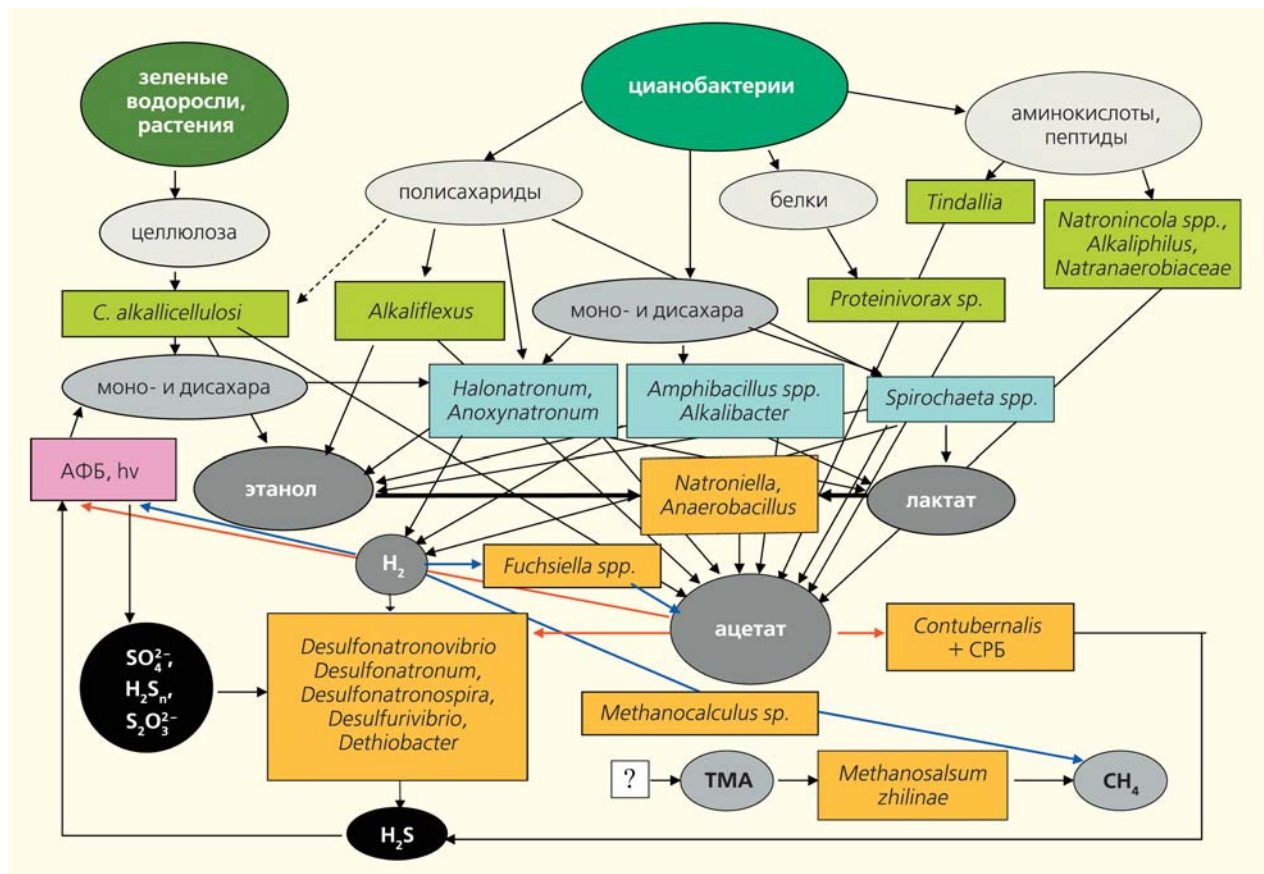 зеленые
водоросли,
растения
цианобактерии
аминокислоты,
пептиды
полисахариды
белки
Tindallia
Natronincola spp.,
Alkaliphilus,
Natranaerobiaceae
целлюлоза
C. alkallicellulosi
Alkaliflexus
моно- и дисахара
Proteinivorax sp.
моно- и дисахара
Halonatronum,
Anoxynatronum
Amphibacillus spp.
Alkalibacter
Spirochaeta spp.
АФБ, hv
этанол
Natroniella,
Anaerobacillus
лактат
H₂
Fuchsiella spp.
ацетат
Contubernalis
+ СРБ
SO₄²⁻,
H₂Sₙ,
S₂O₃²⁻
Desulfonatronovibrio
Desulfonatronum,
Desulfonatronospira,
Desulfurivibrio,
Dethiobacter
Methanocalculus sp.
?
ТМА
Methanosalsum
zhilinae
CH₄
H₂S